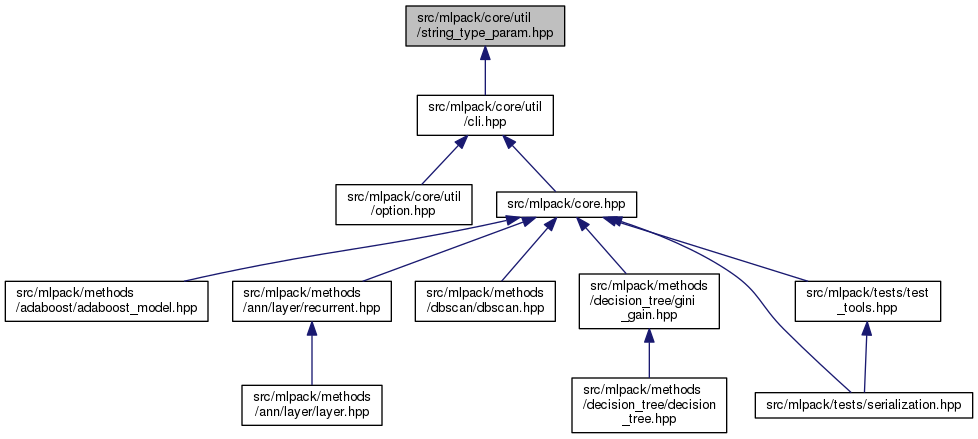 src/mlpack/core/util
/string_type_param.hpp
src/mlpack/core/util
/cli.hpp
src/mlpack/core/util
/option.hpp
src/mlpack/core.hpp
src/mlpack/methods
/adaboost/adaboost_model.hpp
src/mlpack/methods
/ann/layer/recurrent.hpp
src/mlpack/methods
/dbscan/dbscan.hpp
src/mlpack/methods
/decision_tree/gini
_gain.hpp
src/mlpack/tests/test
_tools.hpp
src/mlpack/methods
/ann/layer/layer.hpp
src/mlpack/methods
/decision_tree/decision
_tree.hpp
src/mlpack/tests/serialization.hpp